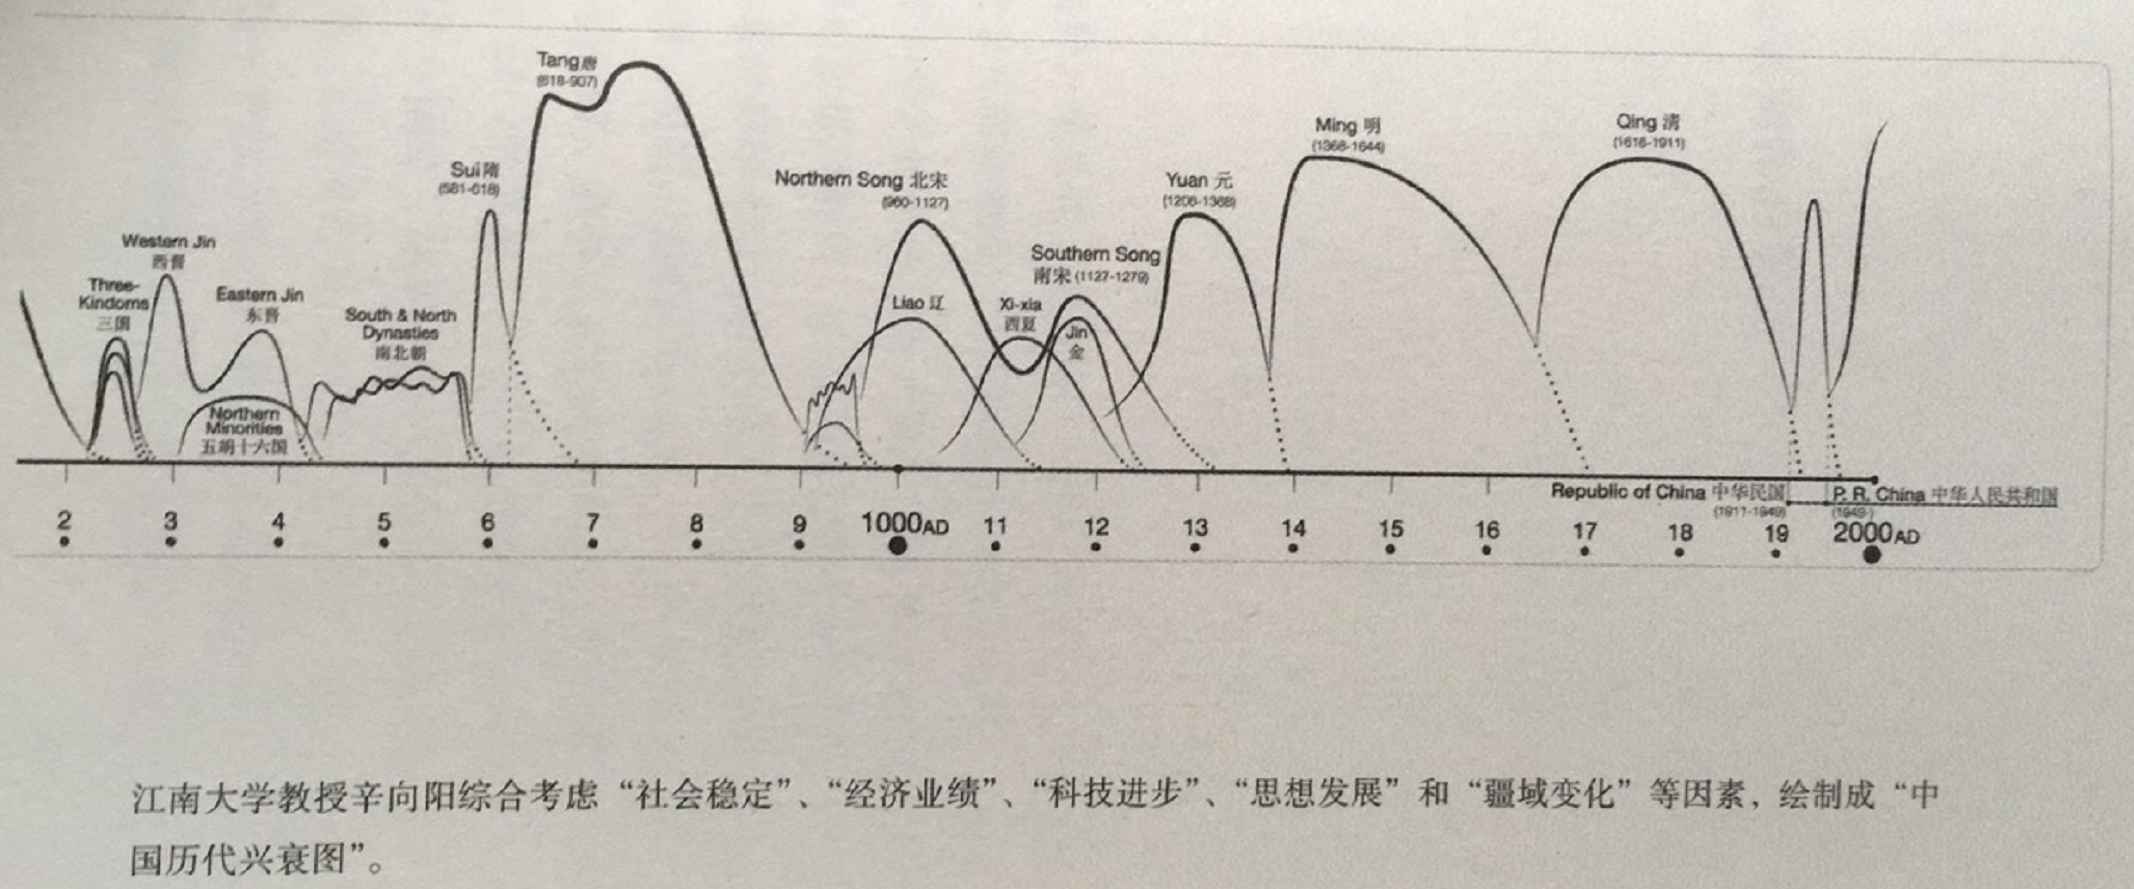 Tang唐
(618-907)
Ming 明
(1368-1644)
Qing 清
(1616-1911)
Sui隋
(581-618)
Northern Song 北宋
(960-1127)
Yuan 元
(1206-1368)
Western Jin
西晋
Southern Song
南宋 (1127-1279)
Three-
Kindoms
三国
Eastern Jin
东晋
Liao 辽
Xi-xia
西夏
South & North
Dynasties
南北朝
Jin
金
Northern
Minorities
五胡十六国
Republic of China 中华民国
(1911-1949)
P. R. China 中华人民共和国
(1949-)
2 3 4 5 6 7 8 9 1000AD 11 12 13 14 15 16 17 18 19 2000AD
江南大学教授辛向阳综合考虑“社会稳定”、“经济业绩”、“科技进步”、“思想发展”和“疆域变化”等因素，绘制成“中
国历代兴衰图”。